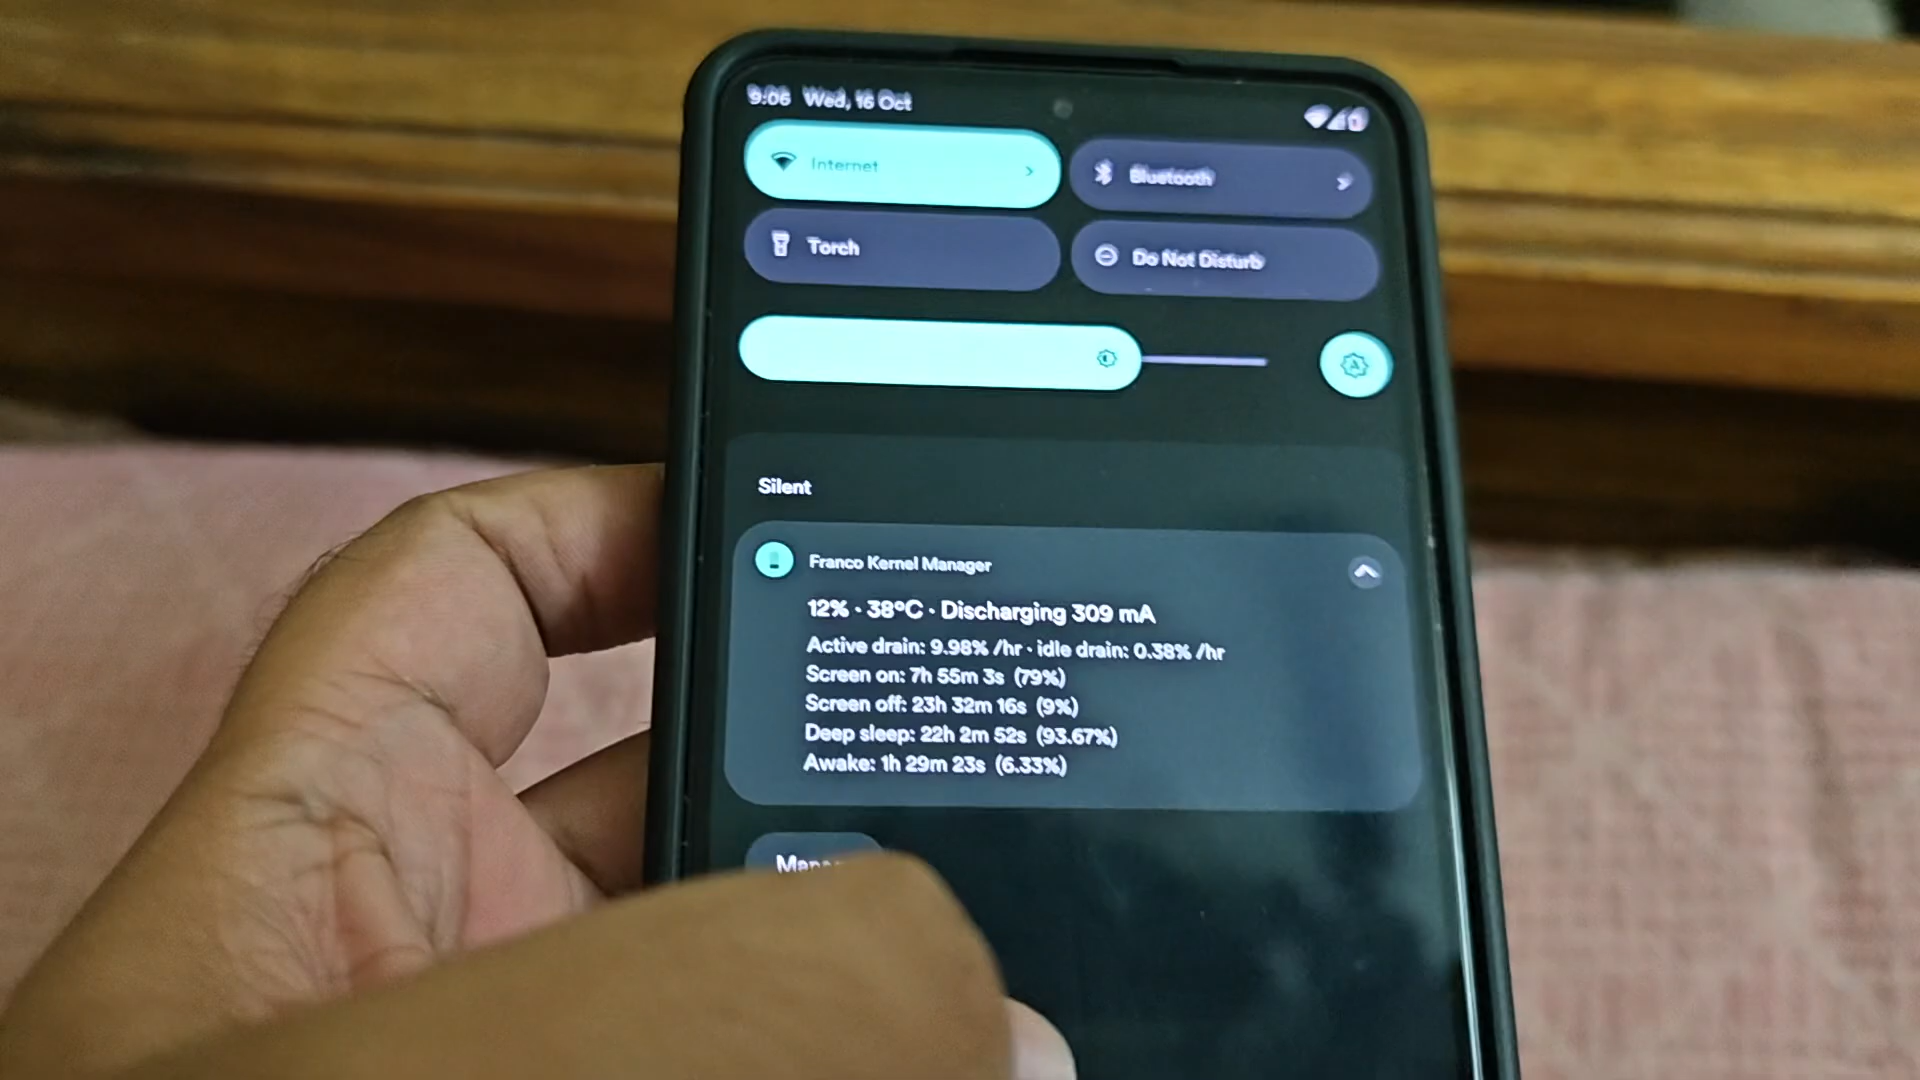 9:06 Wed, 16 Oct
Internet
Bluetooth
Torch
Do Not Disturb
Silent
Franco Kernel Manager
12% • 38°C • Discharging 309 mA
Active drain: 9.98% /hr • idle drain: 0.38% /hr
Screen on: 7h 55m 3s (79%)
Screen off: 23h 32m 16s (9%)
Deep sleep: 22h 2m 52s (93.67%)
Awake: 1h 29m 23s (6.33%)